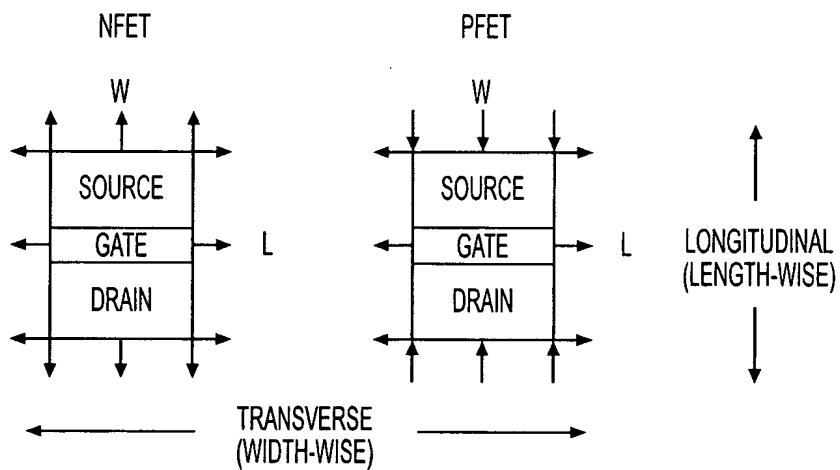 NFET
PFET
W
W
SOURCE
SOURCE
GATE
L
GATE
L
DRAIN
DRAIN
LONGITUDINAL
(LENGTH-WISE)
TRANSVERSE
(WIDTH-WISE)